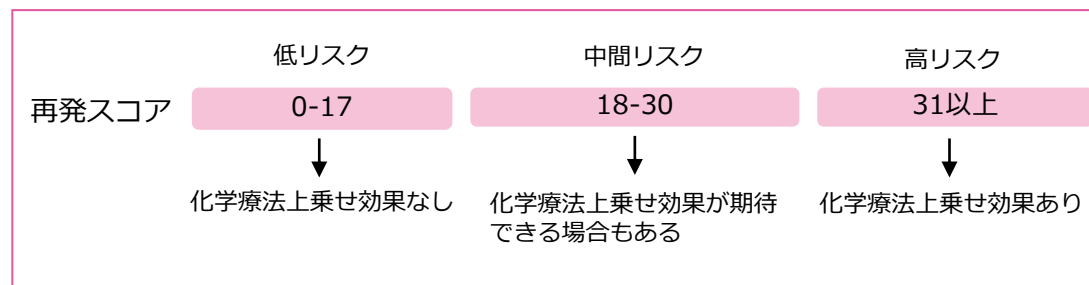 低リスク
中間リスク
高リスク
再発スコア
0-17
18-30
31以上
化学療法上乗せ効果なし
化学療法上乗せ効果が期待
できる場合もある
化学療法上乗せ効果あり